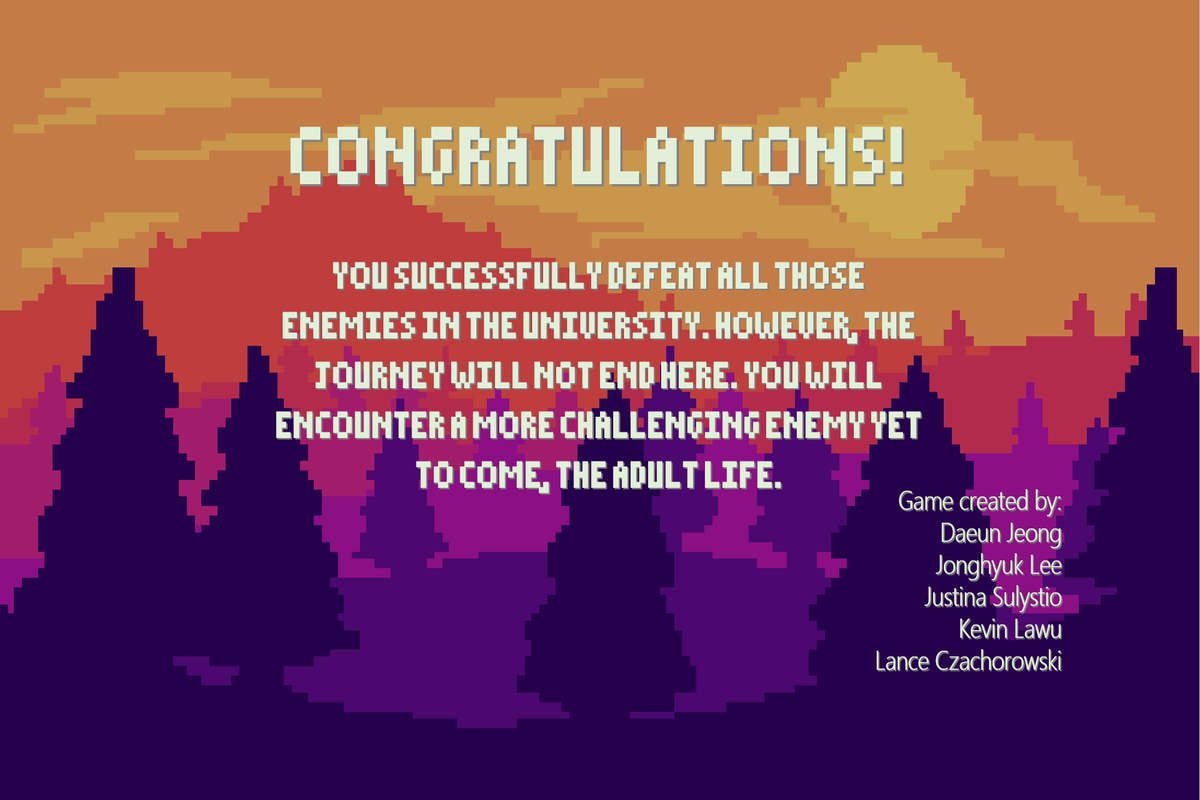 CONGRATULATIONS!
YOU SUCCESSFULLY DEFEAT ALL THOSE
ENEMIES IN THE UNIVERSITY. HOWEVER, THE
JOURNEY WILL NOT END HERE. YOU WILL
ENCOUNTER A MORE CHALLENGING ENEMY YET
TO COME, THE ADULT LIFE.
Game created by:
Daeun Jeong
Jonghyuk Lee
Justina Sulystio
Kevin Lawu
Lance Czachorowski